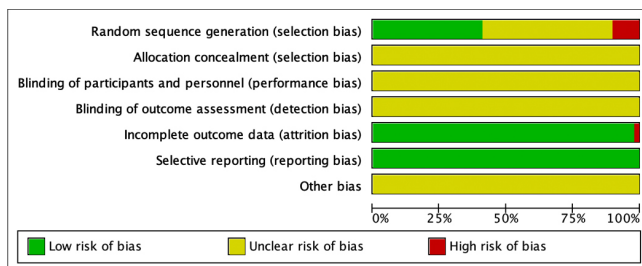 Random sequence generation (selection bias)
Allocation concealment (selection bias)
Blinding of participants and personnel (performance bias)
Blinding of outcome assessment (detection bias)
Incomplete outcome data (attrition bias)
Selective reporting (reporting bias)
Other bias
0% 25% 50% 75% 100%
Low risk of bias Unclear risk of bias High risk of bias